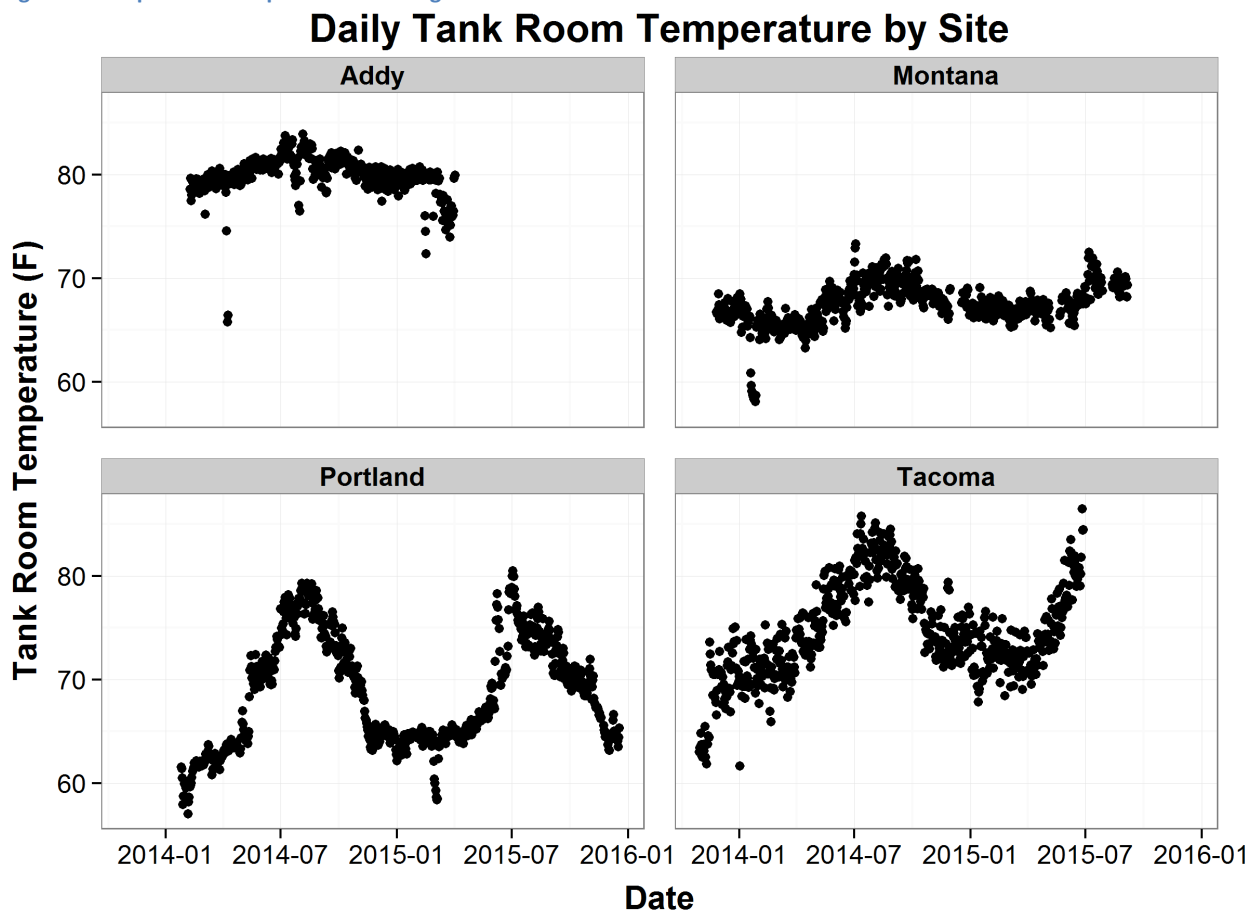 Daily Tank Room Temperature by Site
Addy
Montana
80
70
60
Portland
Tacoma
80
70
60
Tank Room Temperature (F)
2014-01 2014-07 2015-01 2015-07 2016-01
2014-01 2014-07 2015-01 2015-07 2016-01
Date